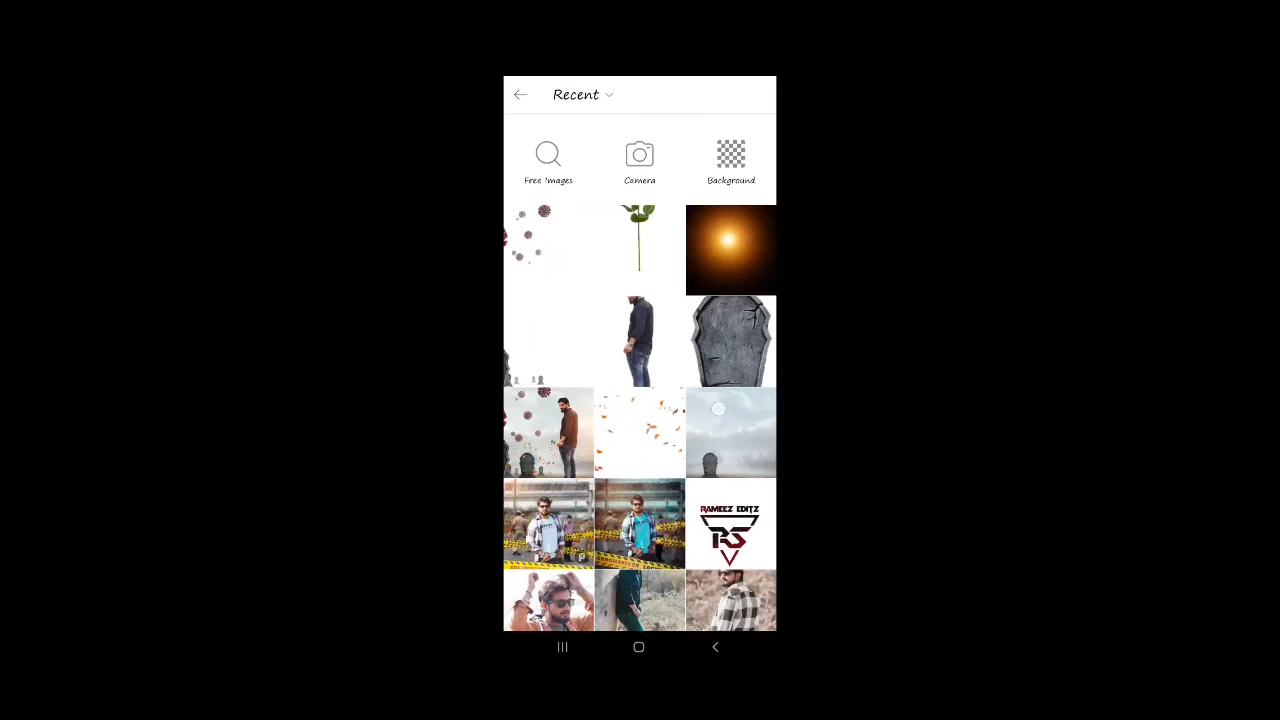 Recent
Free Images
Camera
Background
RAMEEZ EDITZ
RS